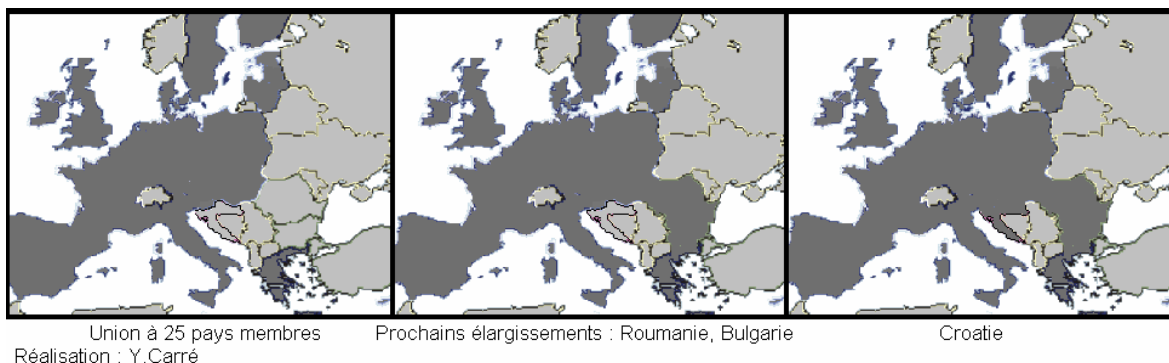 Union à 25 pays membres
Prochains élargissements : Roumanie, Bulgarie
Croatie
Réalisation : Y.Carré